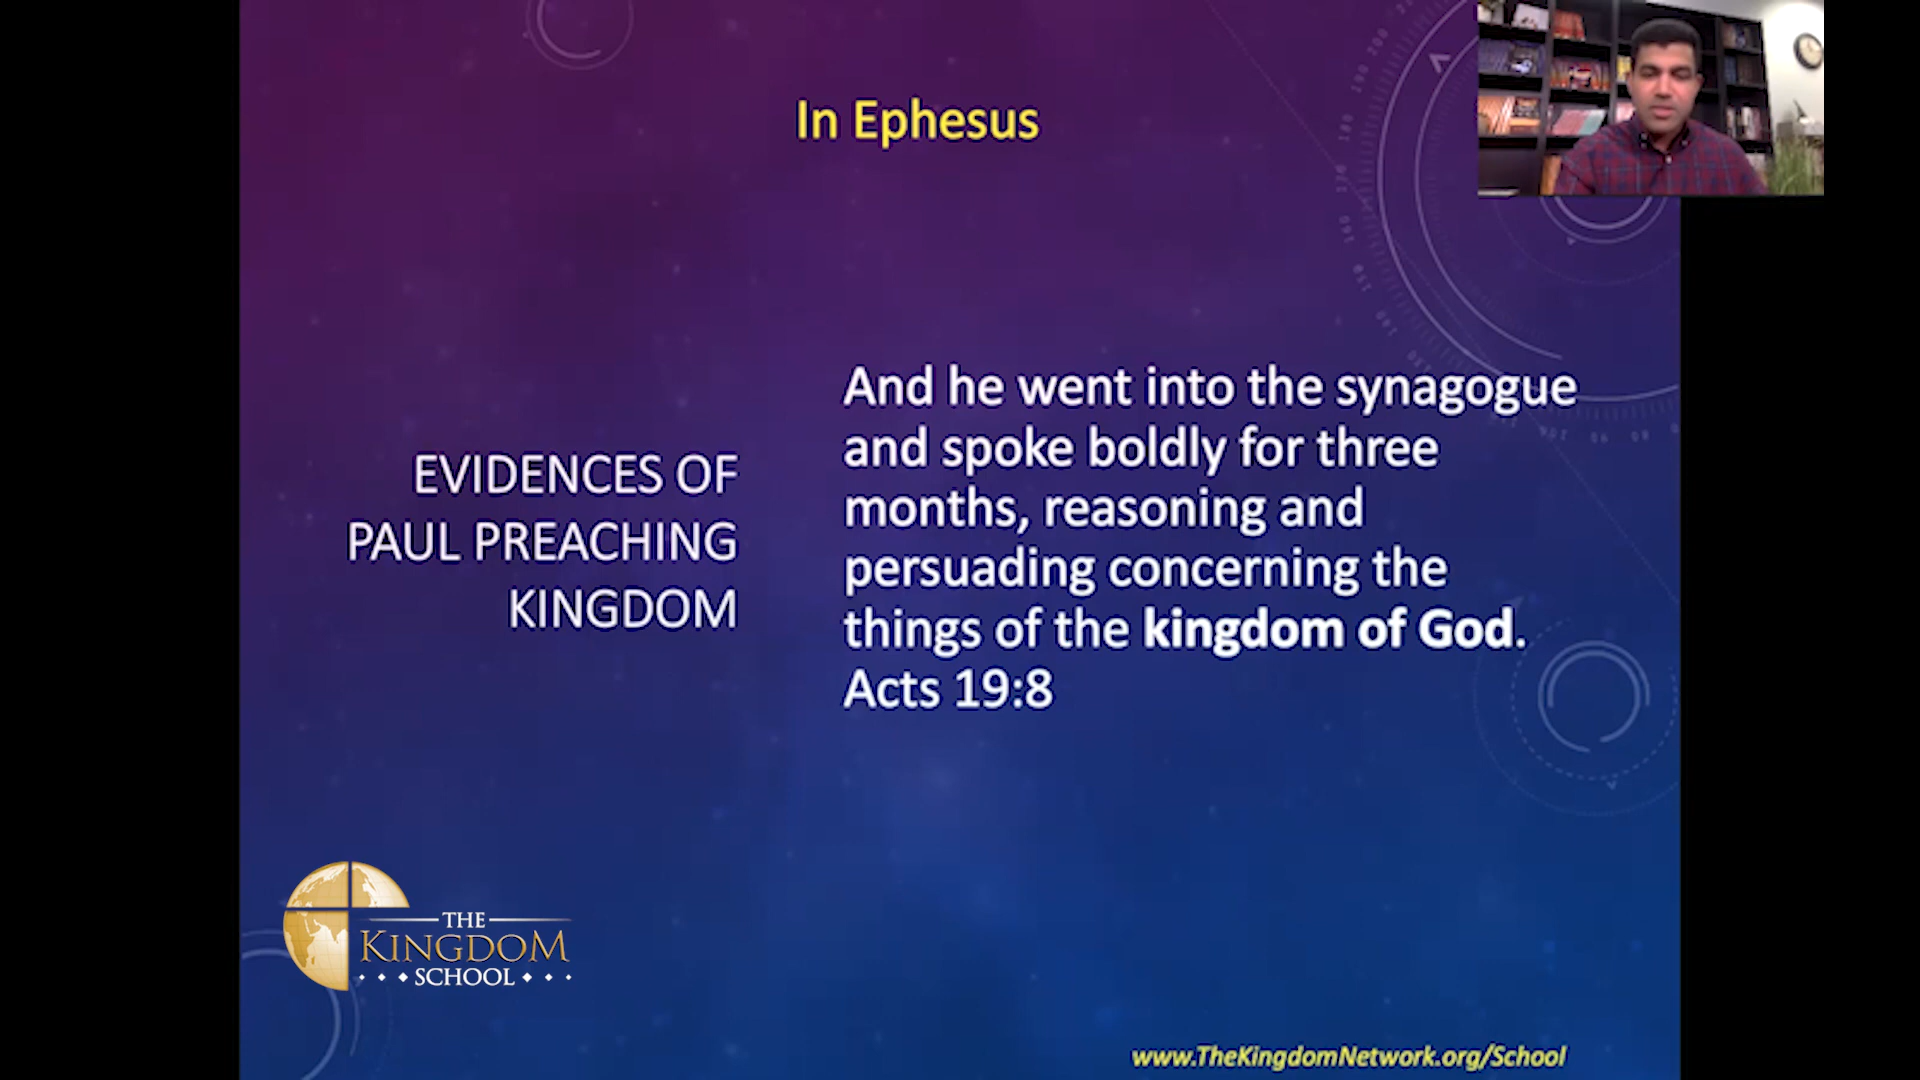 In Ephesus
EVIDENCES OF
PAUL PREACHING
KINGDOM
And he went into the synagogue
and spoke boldly for three
months, reasoning and
persuading concerning the
things of the kingdom of God.
Acts 19:8
THE
KINGDOM
SCHOOL
www.TheKingdomNetwork.org/School